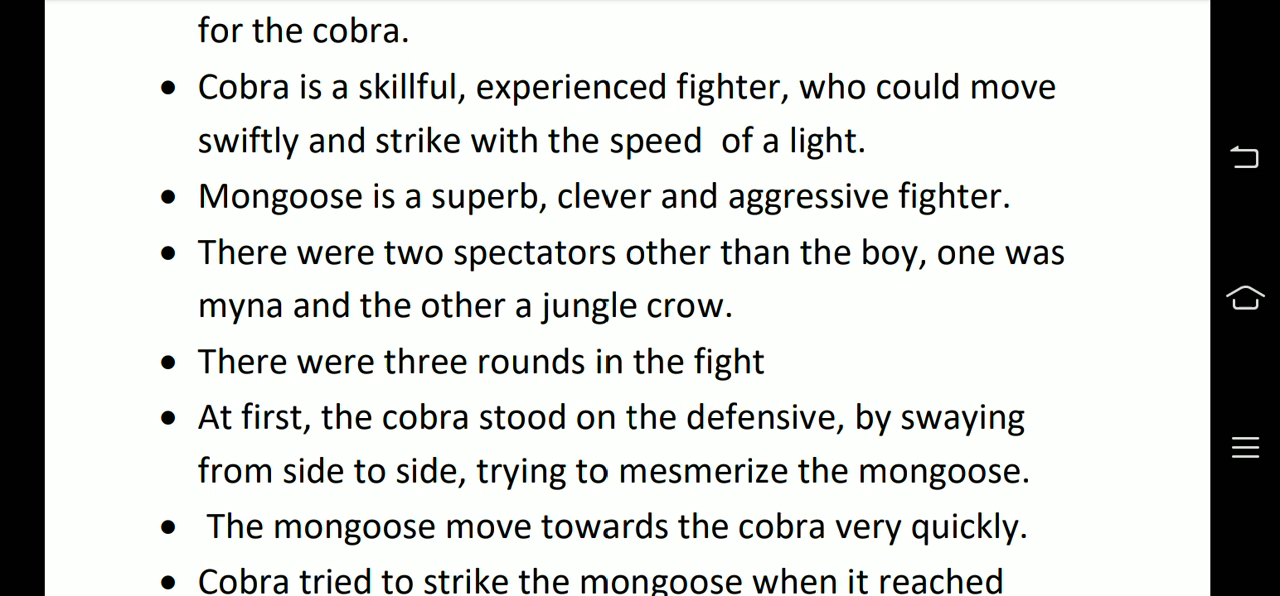 for the cobra.
• Cobra is a skillful, experienced fighter, who could move
swiftly and strike with the speed  of a light.
• Mongoose is a superb, clever and aggressive fighter.
• There were two spectators other than the boy, one was
myna and the other a jungle crow.
• There were three rounds in the fight
• At first, the cobra stood on the defensive, by swaying
from side to side, trying to mesmerize the mongoose.
• The mongoose move towards the cobra very quickly.
• Cobra tried to strike the mongoose when it reached